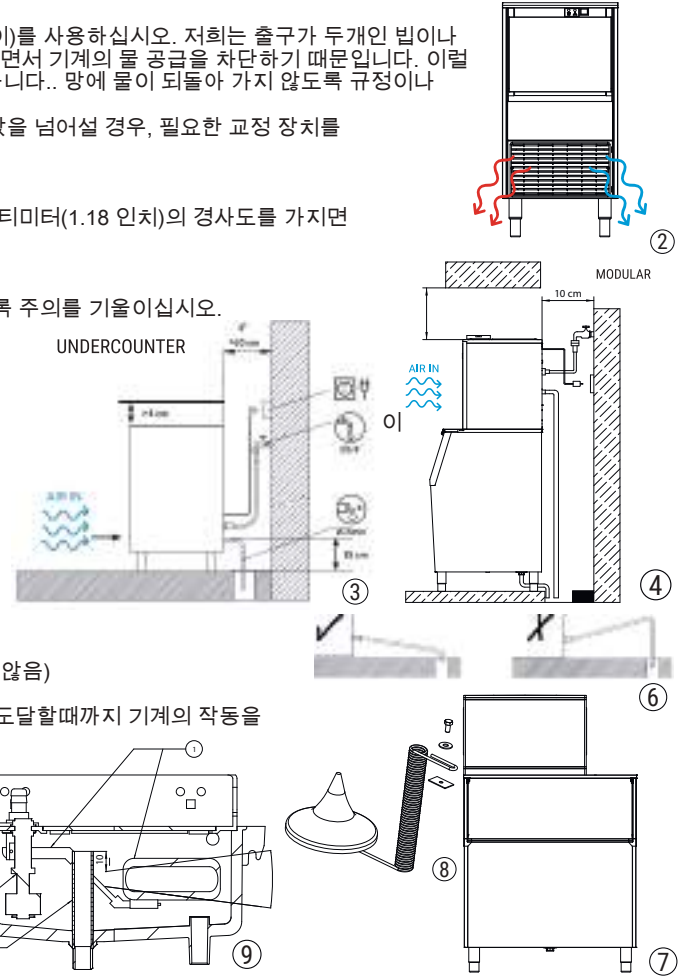 이)를 사용하십시오. 저희는 출구가 두개인 빕이나
면서 기계의 물 공급을 차단하기 때문입니다. 이럴
니다.. 망에 물이 되돌아 가지 않도록 규정이나
값을 넘어설 경우, 필요한 교정 장치를
②
티미터(1.18 인치)의 경사도를 가지면
록 주의를 기울이십시오.
MODULAR
10 cm
UNDERCOUNTER
AIR IN
이
AIR IN
③
④
않음)
⑥
도달할때까지 기계의 작동을
1
10
⑧
⑨
⑦